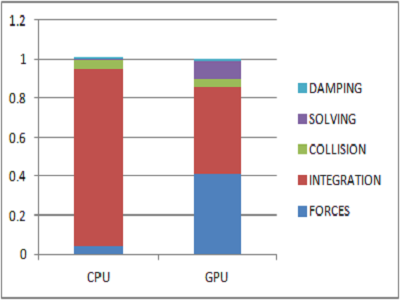 1.2
1
0.8
0.6
0.4
0.2
0
CPU GPU
DAMPING
SOLVING
COLLISION
INTEGRATION
FORCES